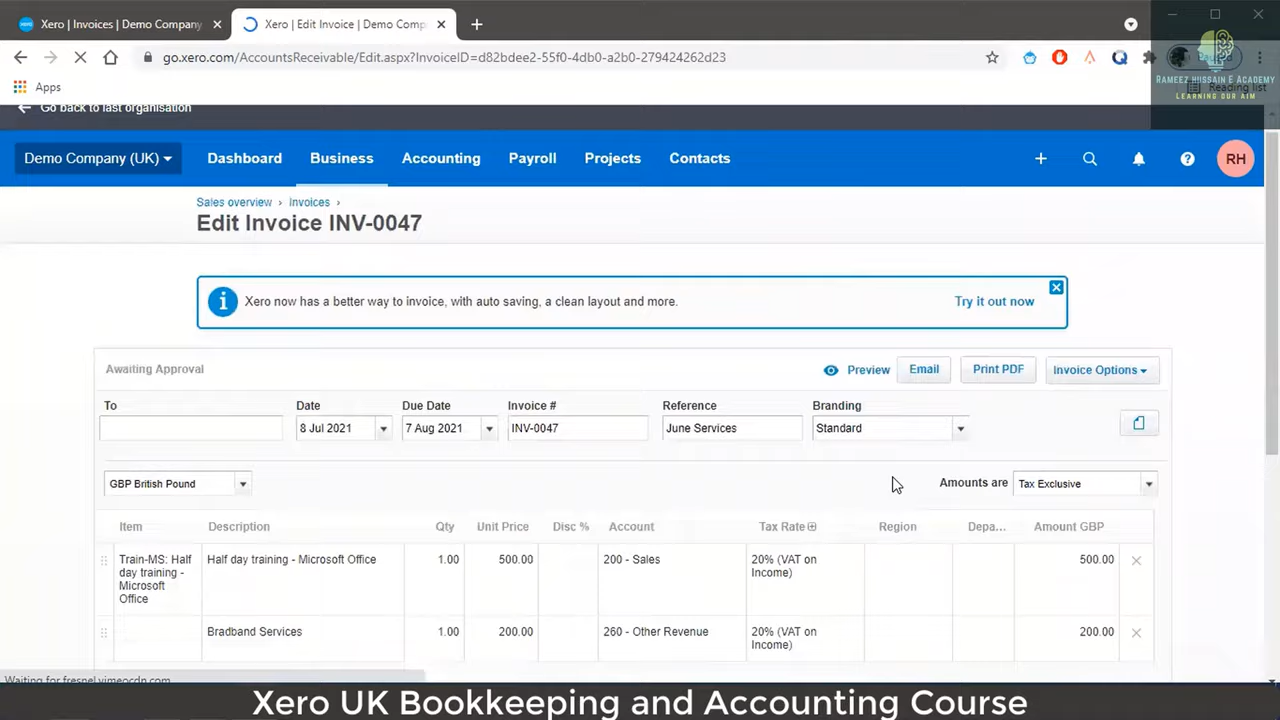 Xero | Invoices | Demo Company
Xero | Edit Invoice | Demo Comp
go.xero.com/AccountsReceivable/Edit.aspx?InvoiceID=d82bdee2-55f0-4db0-a2b0-279424262d23
RAMEEZ HUSSAIN E ACADEMY
LEARNING OUR AIM
Apps
Reading list
Go back to last organisation
Demo Company (UK)
Dashboard
Business
Accounting
Payroll
Projects
Contacts
RH
Sales overview › Invoices ›
Edit Invoice INV-0047
Xero now has a better way to invoice, with auto saving, a clean layout and more.
Try it out now
Awaiting Approval
Preview
Email
Print PDF
Invoice Options
To
Date
Due Date
Invoice #
Reference
Branding
8 Jul 2021
7 Aug 2021
INV-0047
June Services
Standard
GBP British Pound
Amounts are
Tax Exclusive
Item
Description
Qty
Unit Price
Disc %
Account
Tax Rate
Region
Depa...
Amount GBP
Train-MS: Half
day training -
Microsoft
Office
Half day training - Microsoft Office
1.00
500.00
200 - Sales
20% (VAT on
Income)
500.00
Bradband Services
1.00
200.00
260 - Other Revenue
20% (VAT on
Income)
200.00
Waiting for fresnel.vimeocdn.com...
Xero UK Bookkeeping and Accounting Course